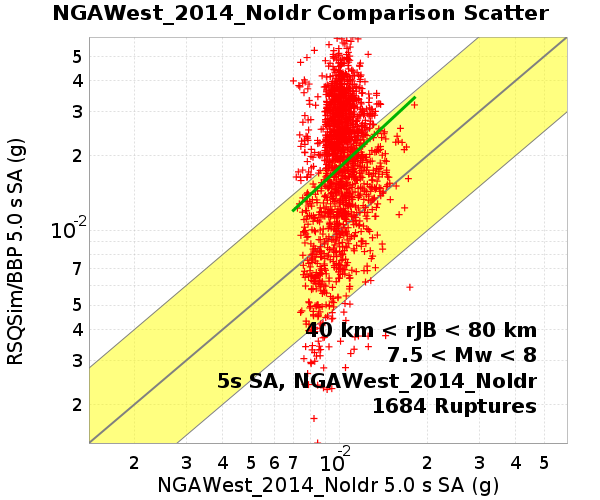 NGAWest_2014_NoIdr Comparison Scatter
RSQSim/BBP 5.0 s SA (g)
5
4
3
2
10^-2
7
5
4
3
2
40 km < rJB < 80 km
7.5 < Mw < 8
5s SA, NGAWest_2014_NoIdr
1684 Ruptures
2 3 4 5 6 7 10^-2 2 3 4 5
NGAWest_2014_NoIdr 5.0 s SA (g)